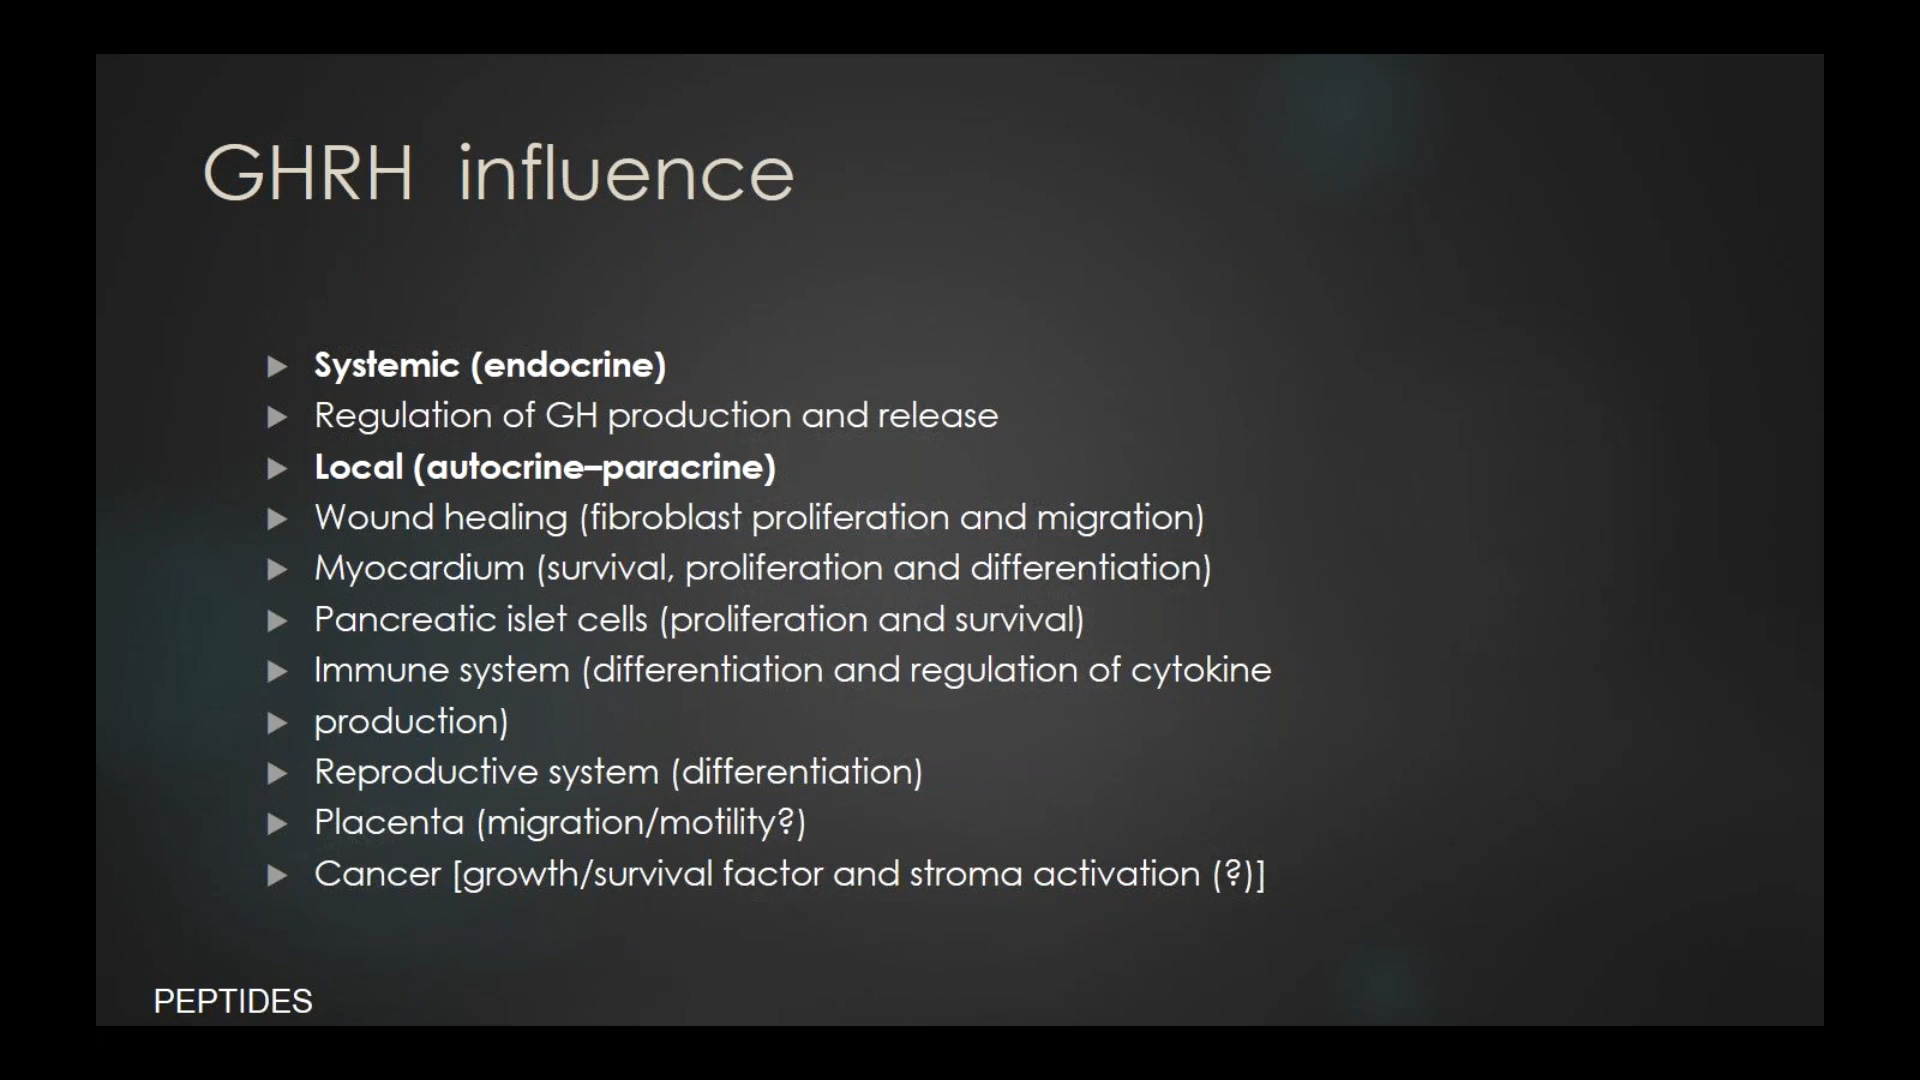 GHRH influence
Systemic (endocrine)
Regulation of GH production and release
Local (autocrine–paracrine)
Wound healing (fibroblast proliferation and migration)
Myocardium (survival, proliferation and differentiation)
Pancreatic islet cells (proliferation and survival)
Immune system (differentiation and regulation of cytokine
production)
Reproductive system (differentiation)
Placenta (migration/motility?)
Cancer [growth/survival factor and stroma activation (?)]
PEPTIDES